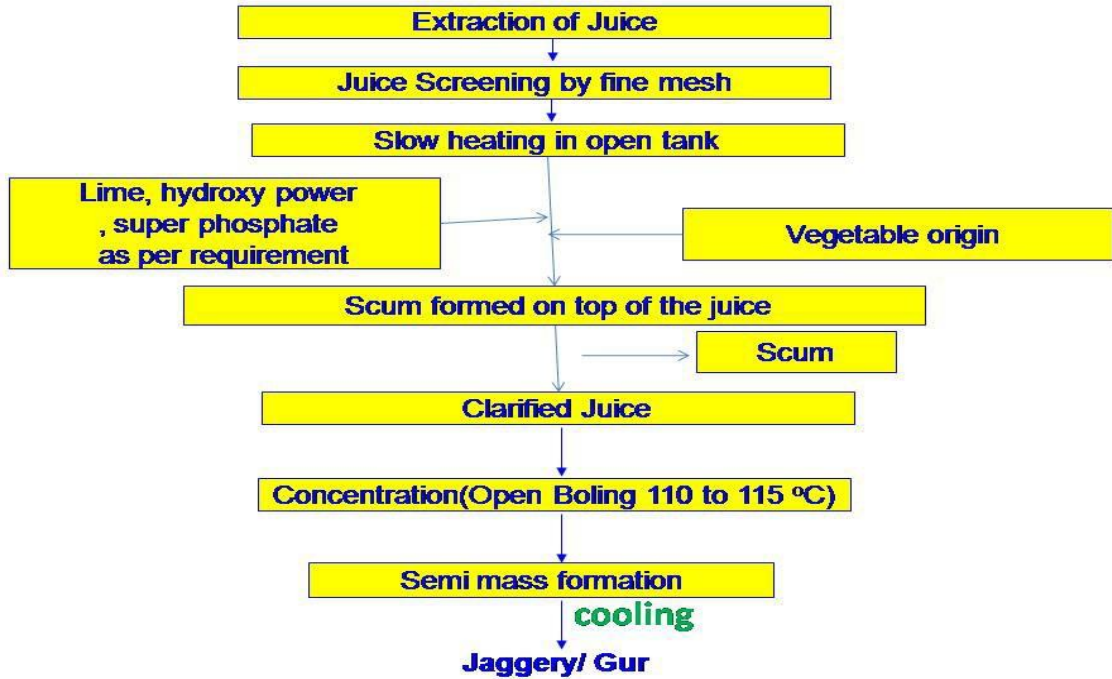 Extraction of Juice
Juice Screening by fine mesh
Slow heating in open tank
Lime, hydroxy power
, super phosphate
as per requirement
Vegetable origin
Scum formed on top of the juice
Scum
Clarified Juice
Concentration(Open Boling 110 to 115 ºC)
Semi mass formation
cooling
Jaggery/ Gur